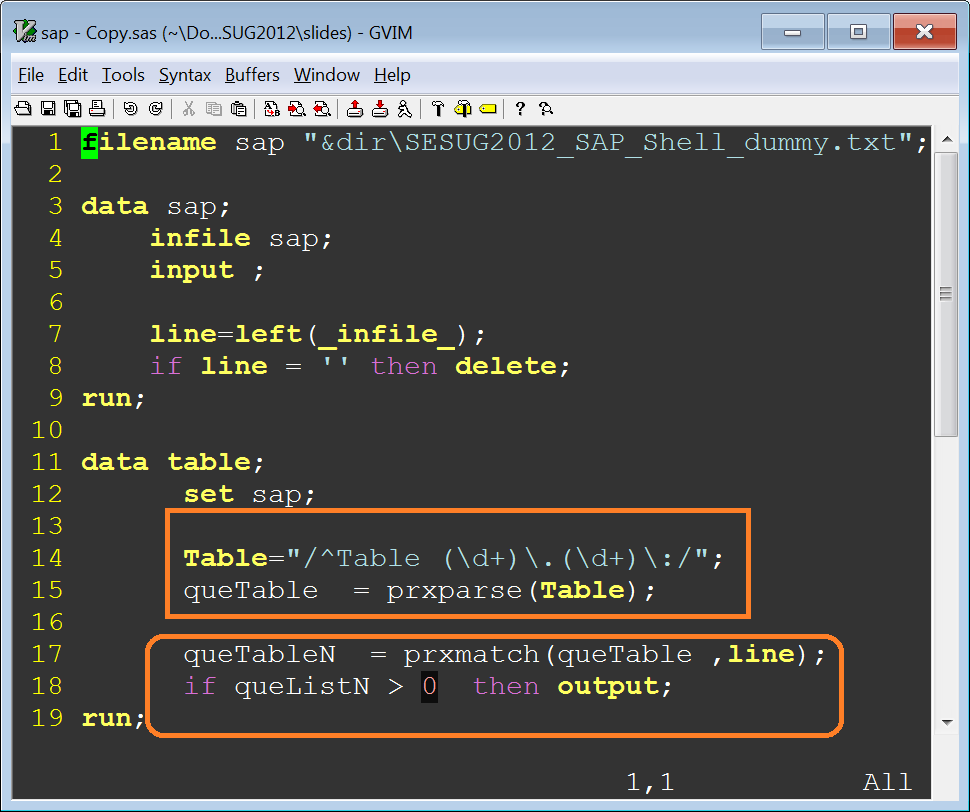 sap - Copy.sas (~\Do...SUG2012\slides) - GVIM
File Edit Tools Syntax Buffers Window Help
1 filename sap "&dir\SESUG2012_SAP_Shell_dummy.txt";
2
3 data sap;
4     infile sap;
5     input ;
6
7     line=left(_infile_);
8     if line = '' then delete;
9 run;
10
11 data table;
12       set sap;
13
14       Table="/^Table (\d+)\.(\d+)\:/";
15       queTable  = prxparse(Table);
16
17       queTableN  = prxmatch(queTable ,line);
18       if queListN > 0  then output;
19 run;
1,1 All